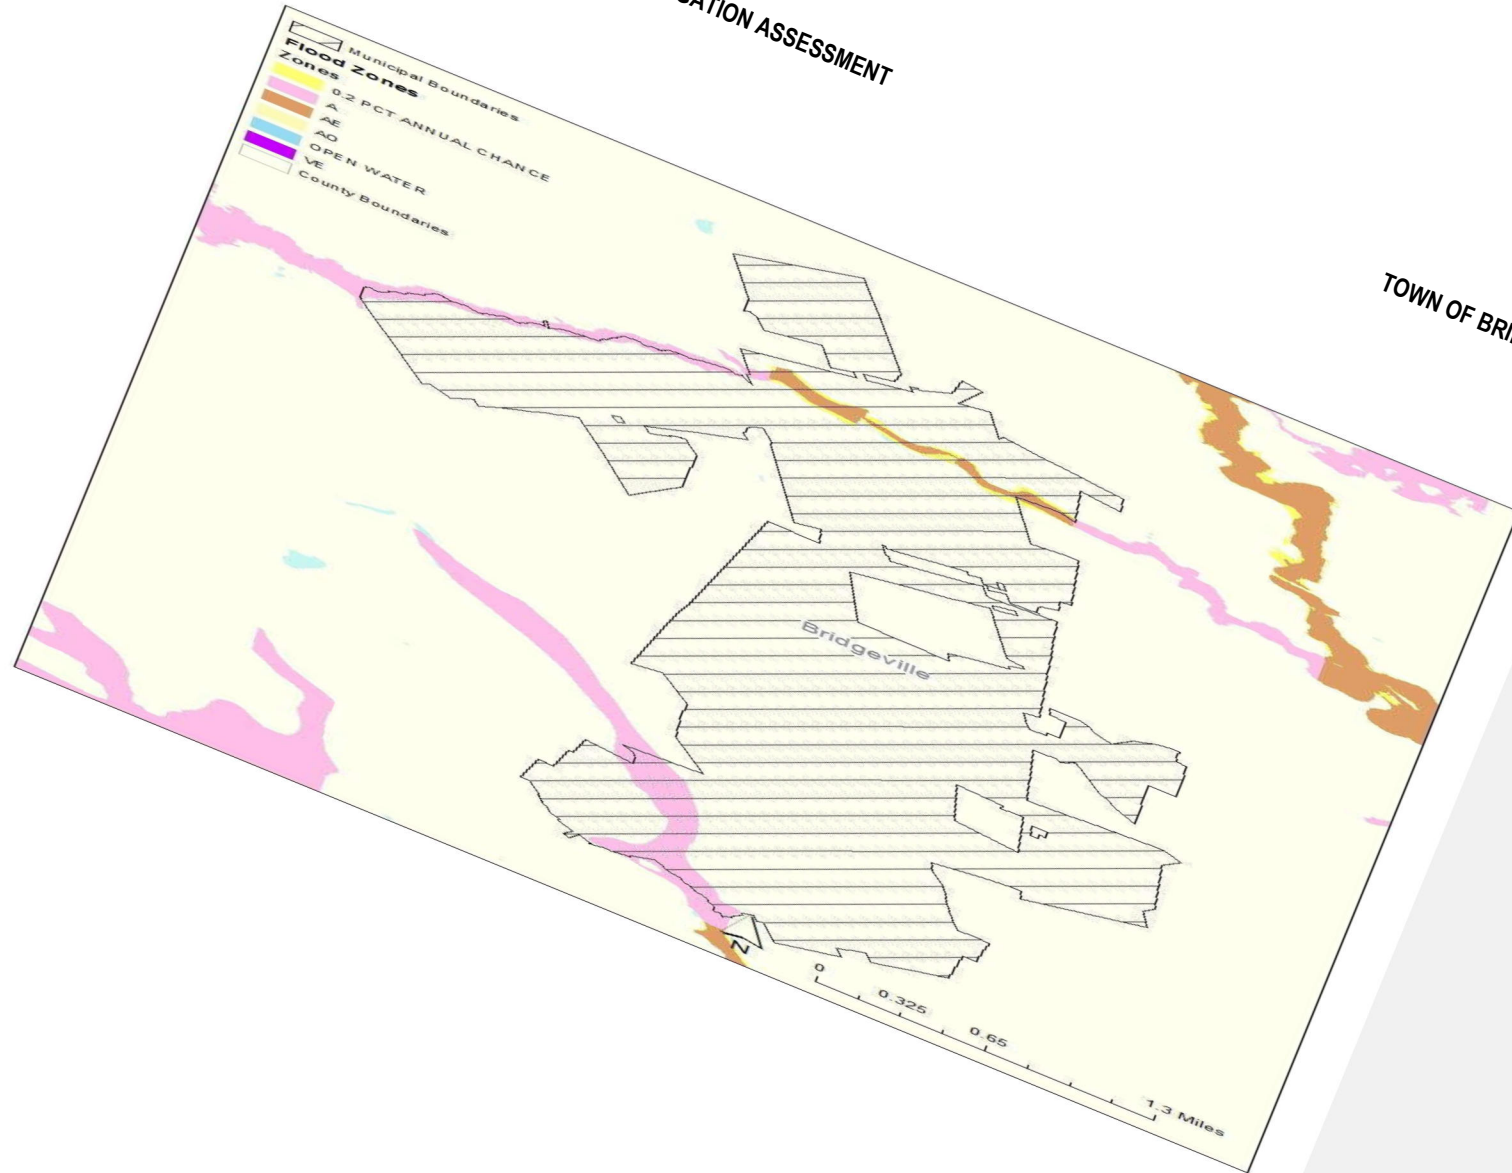 ATION ASSESSMENT
TOWN OF BRI
Municipal Boundaries
Flood Zones
Zones
0.2 PCT ANNUAL CHANCE
A
AE
AO
OPEN WATER
VE
County Boundaries
Bridgeville
N
0
0.325
0.65
1.3 Miles